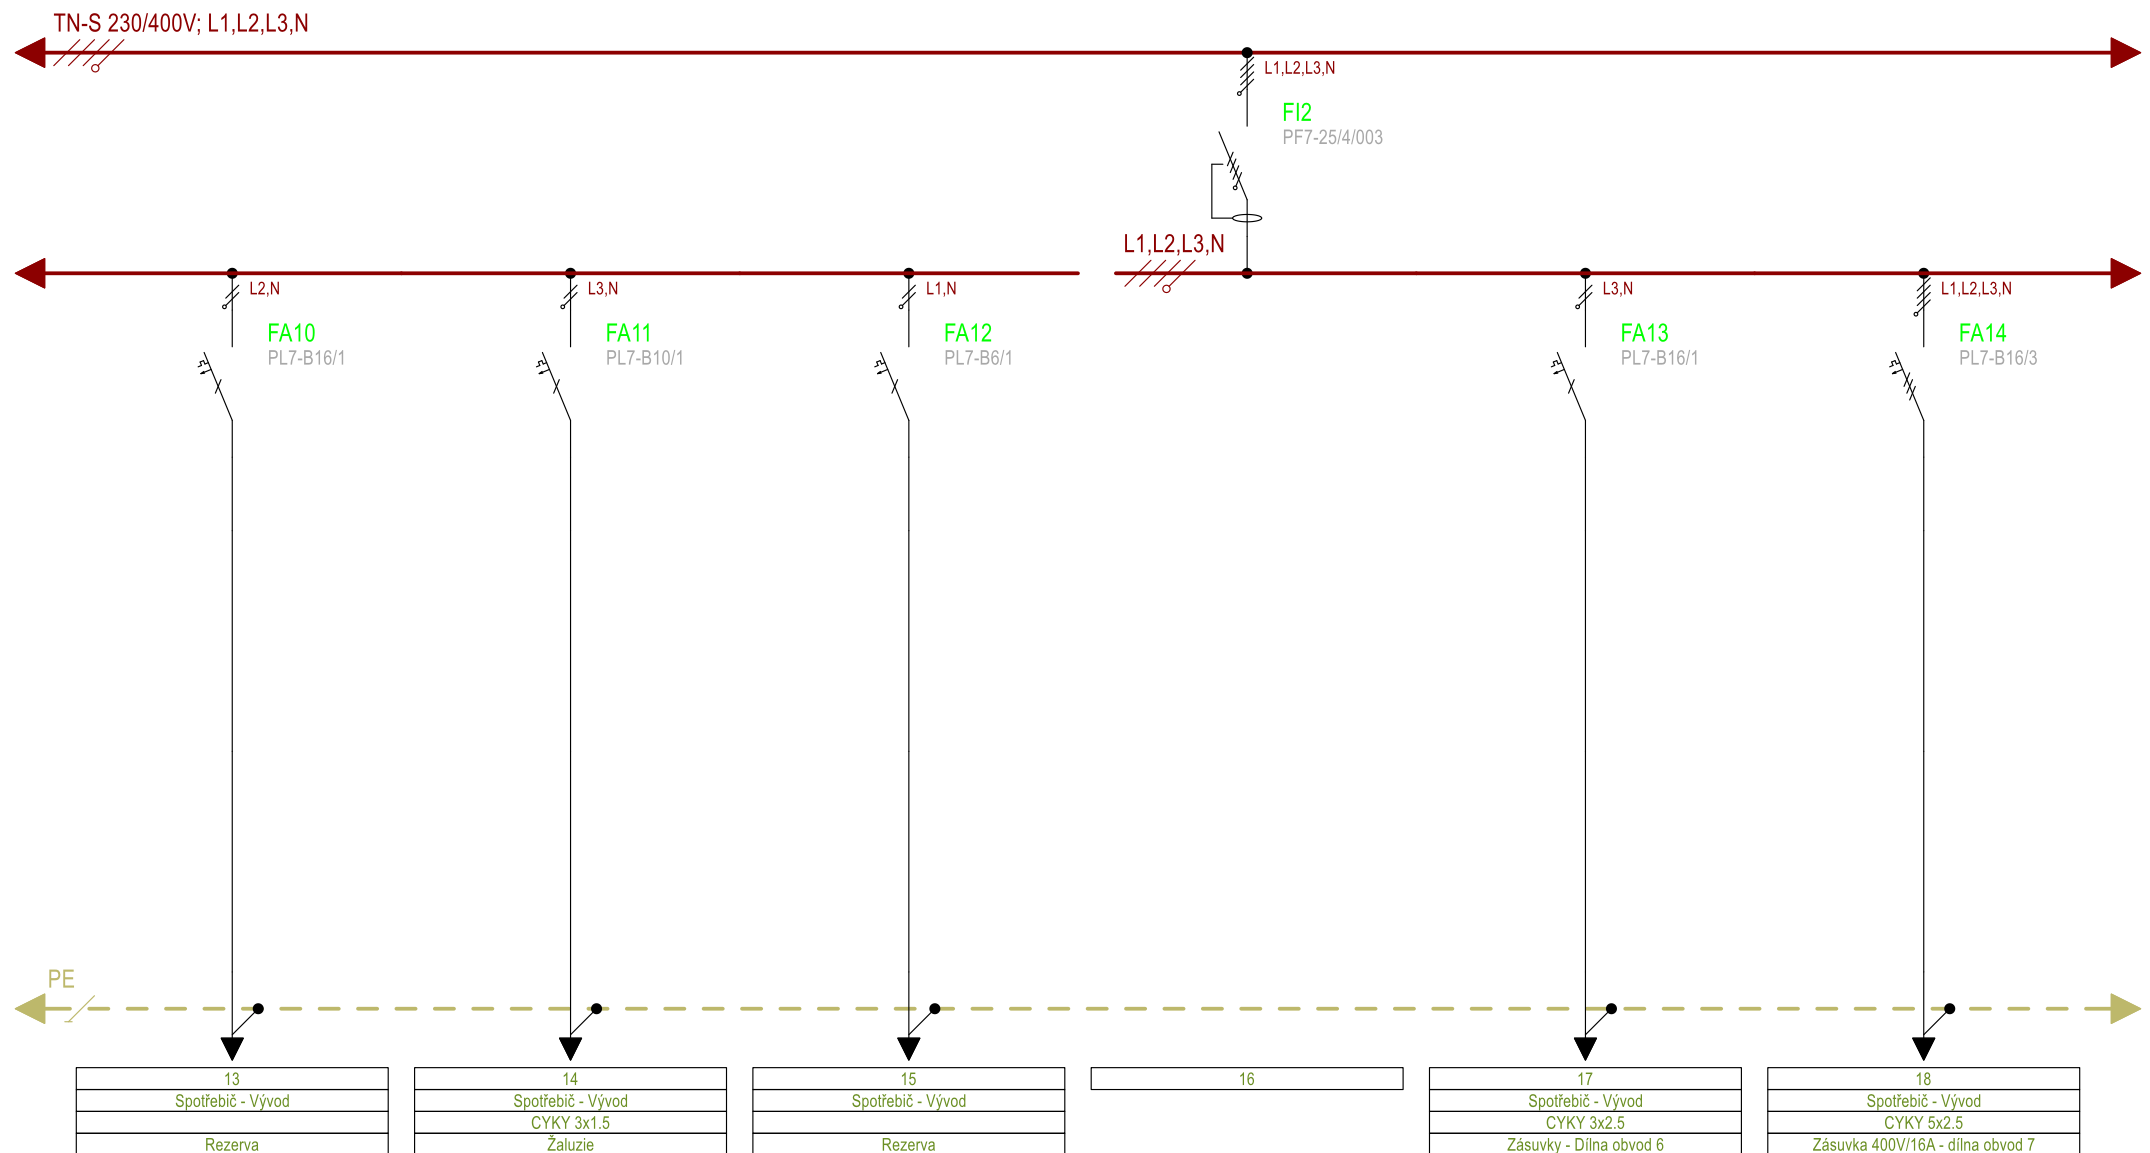 TN-S 230/400V; L1,L2,L3,N
L1,L2,L3,N
FI2
PF7-25/4/003
L1,L2,L3,N
L2,N
FA10
PL7-B16/1
L3,N
FA11
PL7-B10/1
L1,N
FA12
PL7-B6/1
L3,N
FA13
PL7-B16/1
L1,L2,L3,N
FA14
PL7-B16/3
PE
13
Spotřebič - Vývod
Rezerva
14
Spotřebič - Vývod
CYKY 3x1.5
Žaluzie
15
Spotřebič - Vývod
Rezerva
16
17
Spotřebič - Vývod
CYKY 3x2.5
Zásuvky - Dílna obvod 6
18
Spotřebič - Vývod
CYKY 5x2.5
Zásuvka 400V/16A - dílna obvod 7